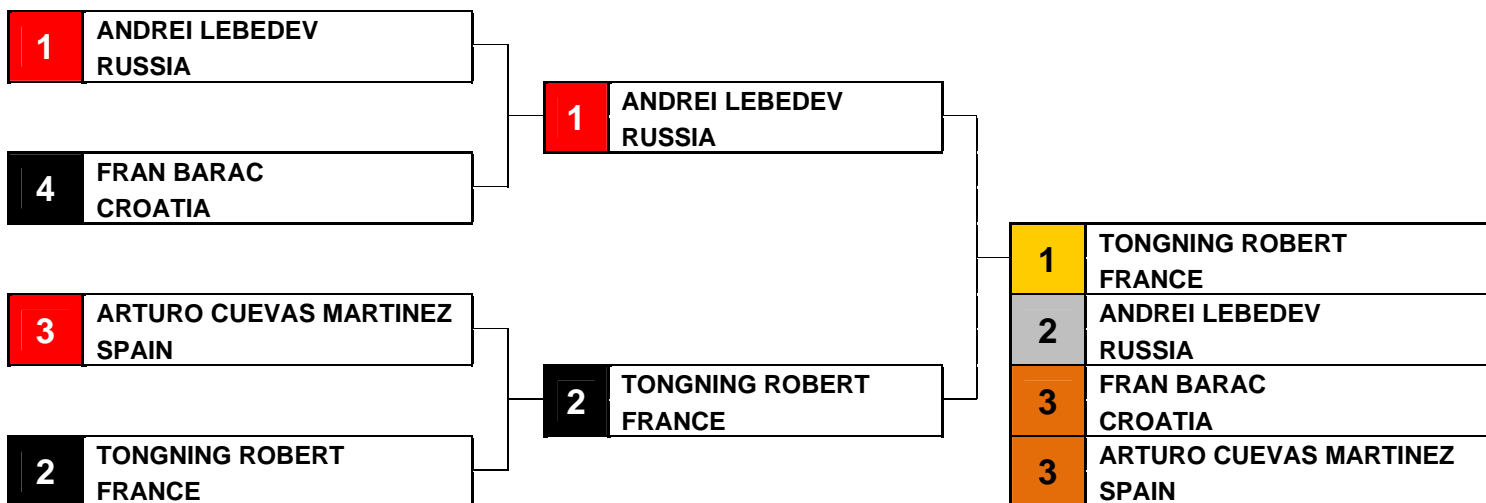 1
ANDREI LEBEDEV
RUSSIA
4
FRAN BARAC
CROATIA
3
ARTURO CUEVAS MARTINEZ
SPAIN
2
TONGNING ROBERT
FRANCE
1
ANDREI LEBEDEV
RUSSIA
2
TONGNING ROBERT
FRANCE
1
TONGNING ROBERT
FRANCE
2
ANDREI LEBEDEV
RUSSIA
3
FRAN BARAC
CROATIA
3
ARTURO CUEVAS MARTINEZ
SPAIN